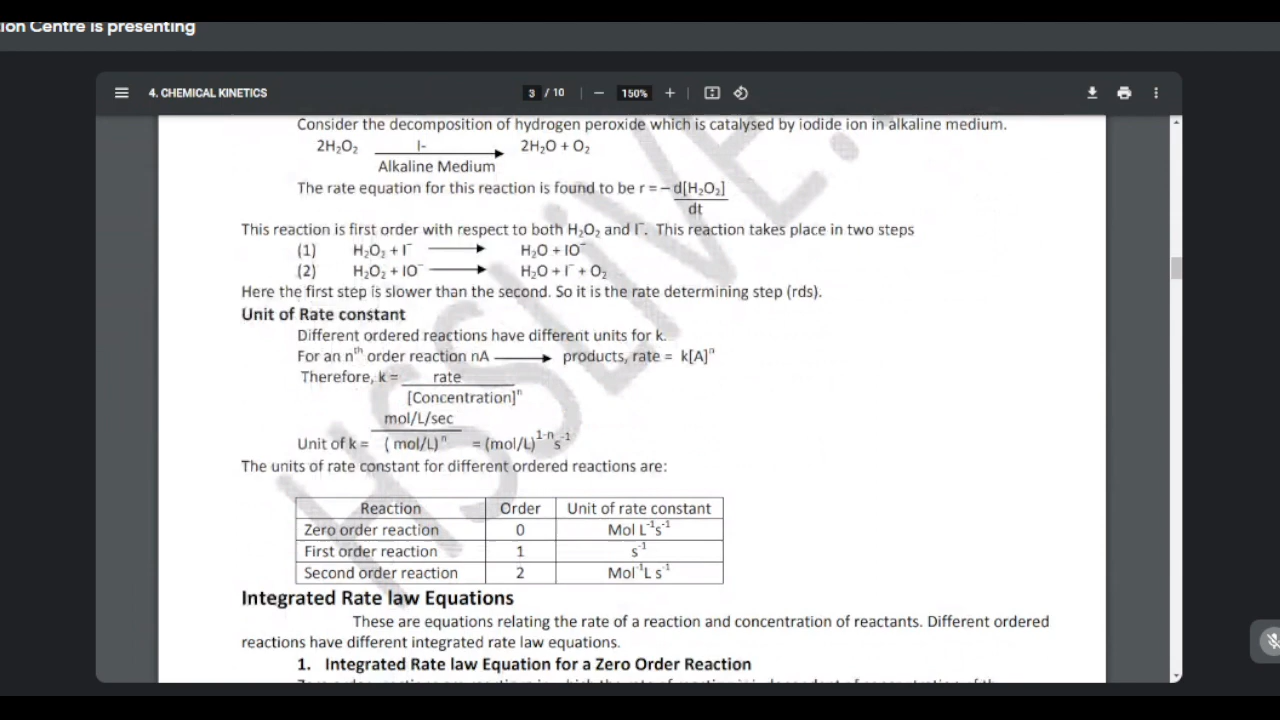 ion Centre is presenting
4. CHEMICAL KINETICS
3 / 10
150%
Consider the decomposition of hydrogen peroxide which is catalysed by iodide ion in alkaline medium.
2H₂O₂ I- 2H₂O + O₂
Alkaline Medium
The rate equation for this reaction is found to be r = – d[H₂O₂]
dt
This reaction is first order with respect to both H₂O₂ and I⁻. This reaction takes place in two steps
(1) H₂O₂ + I⁻ ⟶ H₂O + IO⁻
(2) H₂O₂ + IO⁻ ⟶ H₂O + I⁻ + O₂
Here the first step is slower than the second. So it is the rate determining step (rds).
Unit of Rate constant
Different ordered reactions have different units for k.
For an nᵗʰ order reaction nA ⟶ products, rate = k[A]ⁿ
Therefore, k = rate
[Concentration]ⁿ
mol/L/sec
Unit of k = ( mol/L) ⁿ = (mol/L)¹⁻ⁿs⁻¹
The units of rate constant for different ordered reactions are:
Reaction Order Unit of rate constant
Zero order reaction 0 Mol L⁻¹s⁻¹
First order reaction 1 s⁻¹
Second order reaction 2 Mol⁻¹L s⁻¹
Integrated Rate law Equations
These are equations relating the rate of a reaction and concentration of reactants. Different ordered
reactions have different integrated rate law equations.
1. Integrated Rate law Equation for a Zero Order Reaction
HSSLIVE.